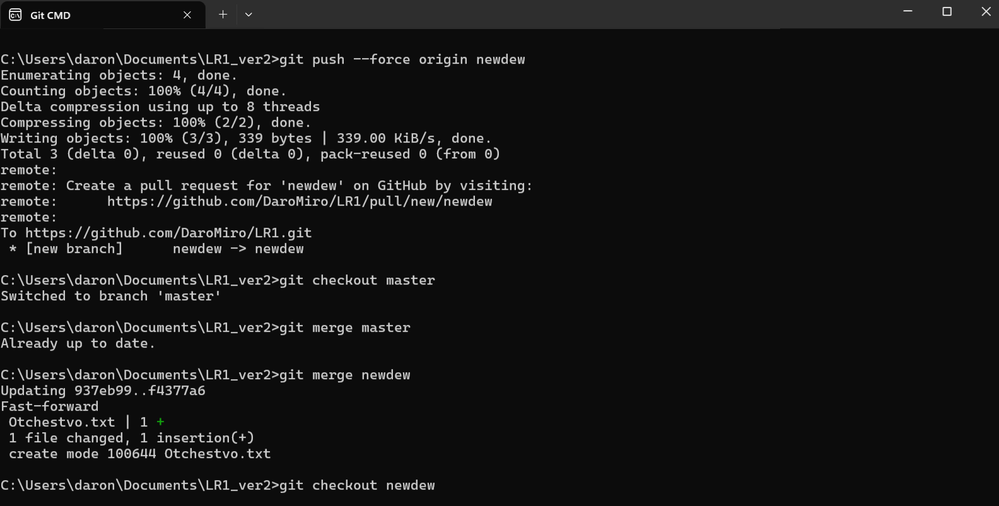 Git CMD
C:\Users\daron\Documents\LR1_ver2>git push --force origin newdew
Enumerating objects: 4, done.
Counting objects: 100% (4/4), done.
Delta compression using up to 8 threads
Compressing objects: 100% (2/2), done.
Writing objects: 100% (3/3), 339 bytes | 339.00 KiB/s, done.
Total 3 (delta 0), reused 0 (delta 0), pack-reused 0 (from 0)
remote:
remote: Create a pull request for 'newdew' on GitHub by visiting:
remote:      https://github.com/DaroMiro/LR1/pull/new/newdew
remote:
To https://github.com/DaroMiro/LR1.git
 * [new branch]      newdew -> newdew
C:\Users\daron\Documents\LR1_ver2>git checkout master
Switched to branch 'master'
C:\Users\daron\Documents\LR1_ver2>git merge master
Already up to date.
C:\Users\daron\Documents\LR1_ver2>git merge newdew
Updating 937eb99..f4377a6
Fast-forward
 Otchestvo.txt | 1 +
 1 file changed, 1 insertion(+)
 create mode 100644 Otchestvo.txt
C:\Users\daron\Documents\LR1_ver2>git checkout newdew